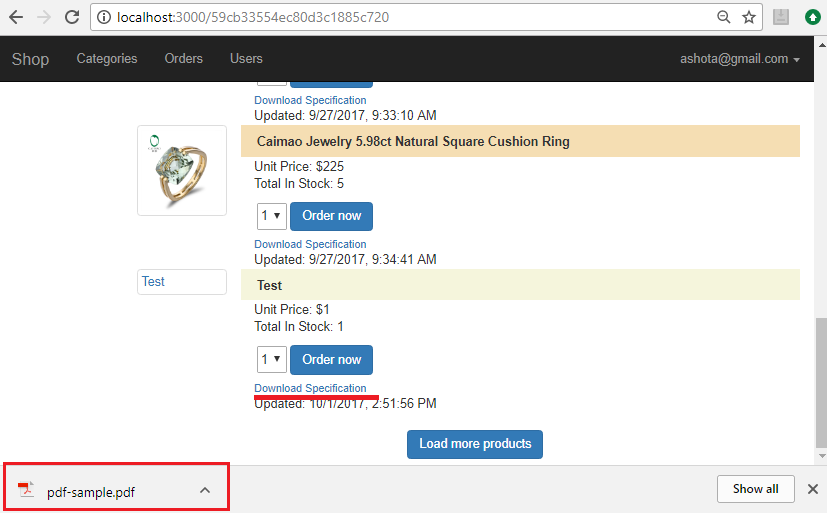 localhost:3000/59cb33554ec80d3c1885c720
Shop Categories Orders Users ashota@gmail.com
Download Specification
Updated: 9/27/2017, 9:33:10 AM
Caimao Jewelry 5.98ct Natural Square Cushion Ring
Unit Price: $225
Total In Stock: 5
1 Order now
Download Specification
Updated: 9/27/2017, 9:34:41 AM
Test
Test
Unit Price: $1
Total In Stock: 1
1 Order now
Download Specification
Updated: 10/1/2017, 2:51:56 PM
Load more products
pdf-sample.pdf
Show all